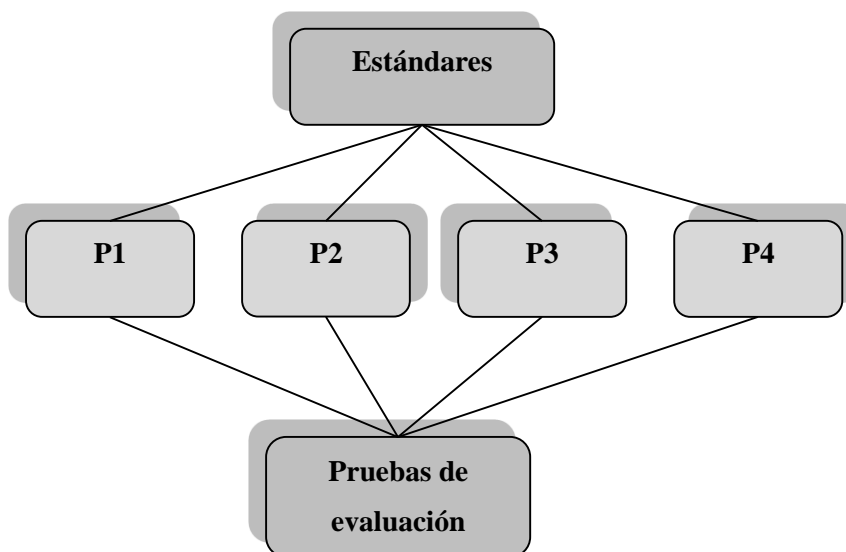 Estándares
P1
P2
P3
P4
Pruebas de
evaluación